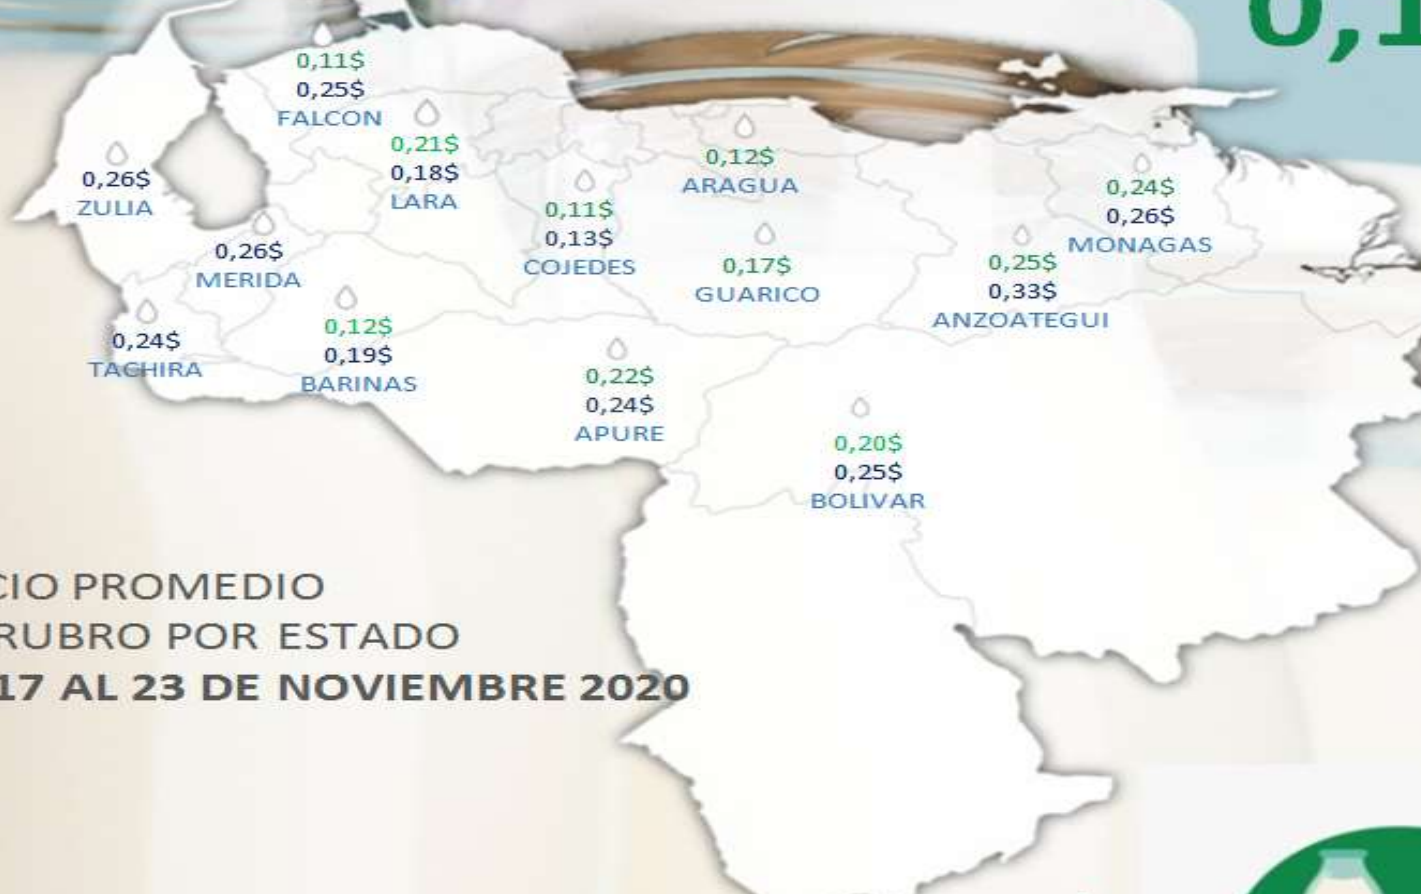 0,1
0,11$
0,25$
FALCON
0,21$
0,18$
LARA
0,12$
ARAGUA
0,26$
ZULIA
0,24$
0,26$
MONAGAS
0,11$
0,13$
COJEDES
0,26$
MERIDA
0,17$
GUARICO
0,25$
0,33$
ANZOATEGUI
0,24$
TACHIRA
0,12$
0,19$
BARINAS
0,22$
0,24$
APURE
0,20$
0,25$
BOLIVAR
CIO PROMEDIO
RUBRO POR ESTADO
17 AL 23 DE NOVIEMBRE 2020